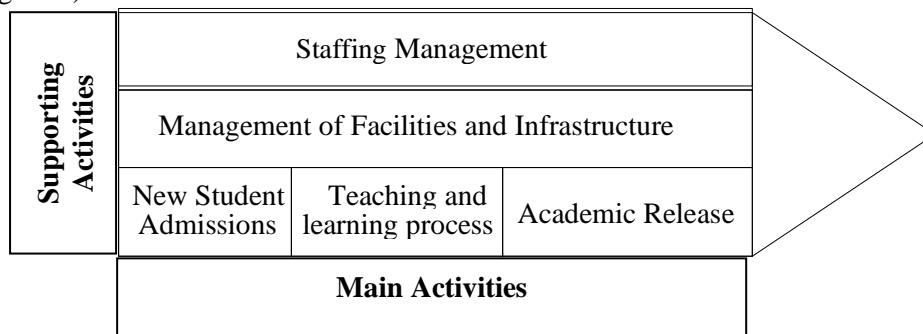 Supporting
Activities
Staffing Management
Management of Facilities and Infrastructure
New Student
Admissions
Teaching and
learning process
Academic Release
Main Activities